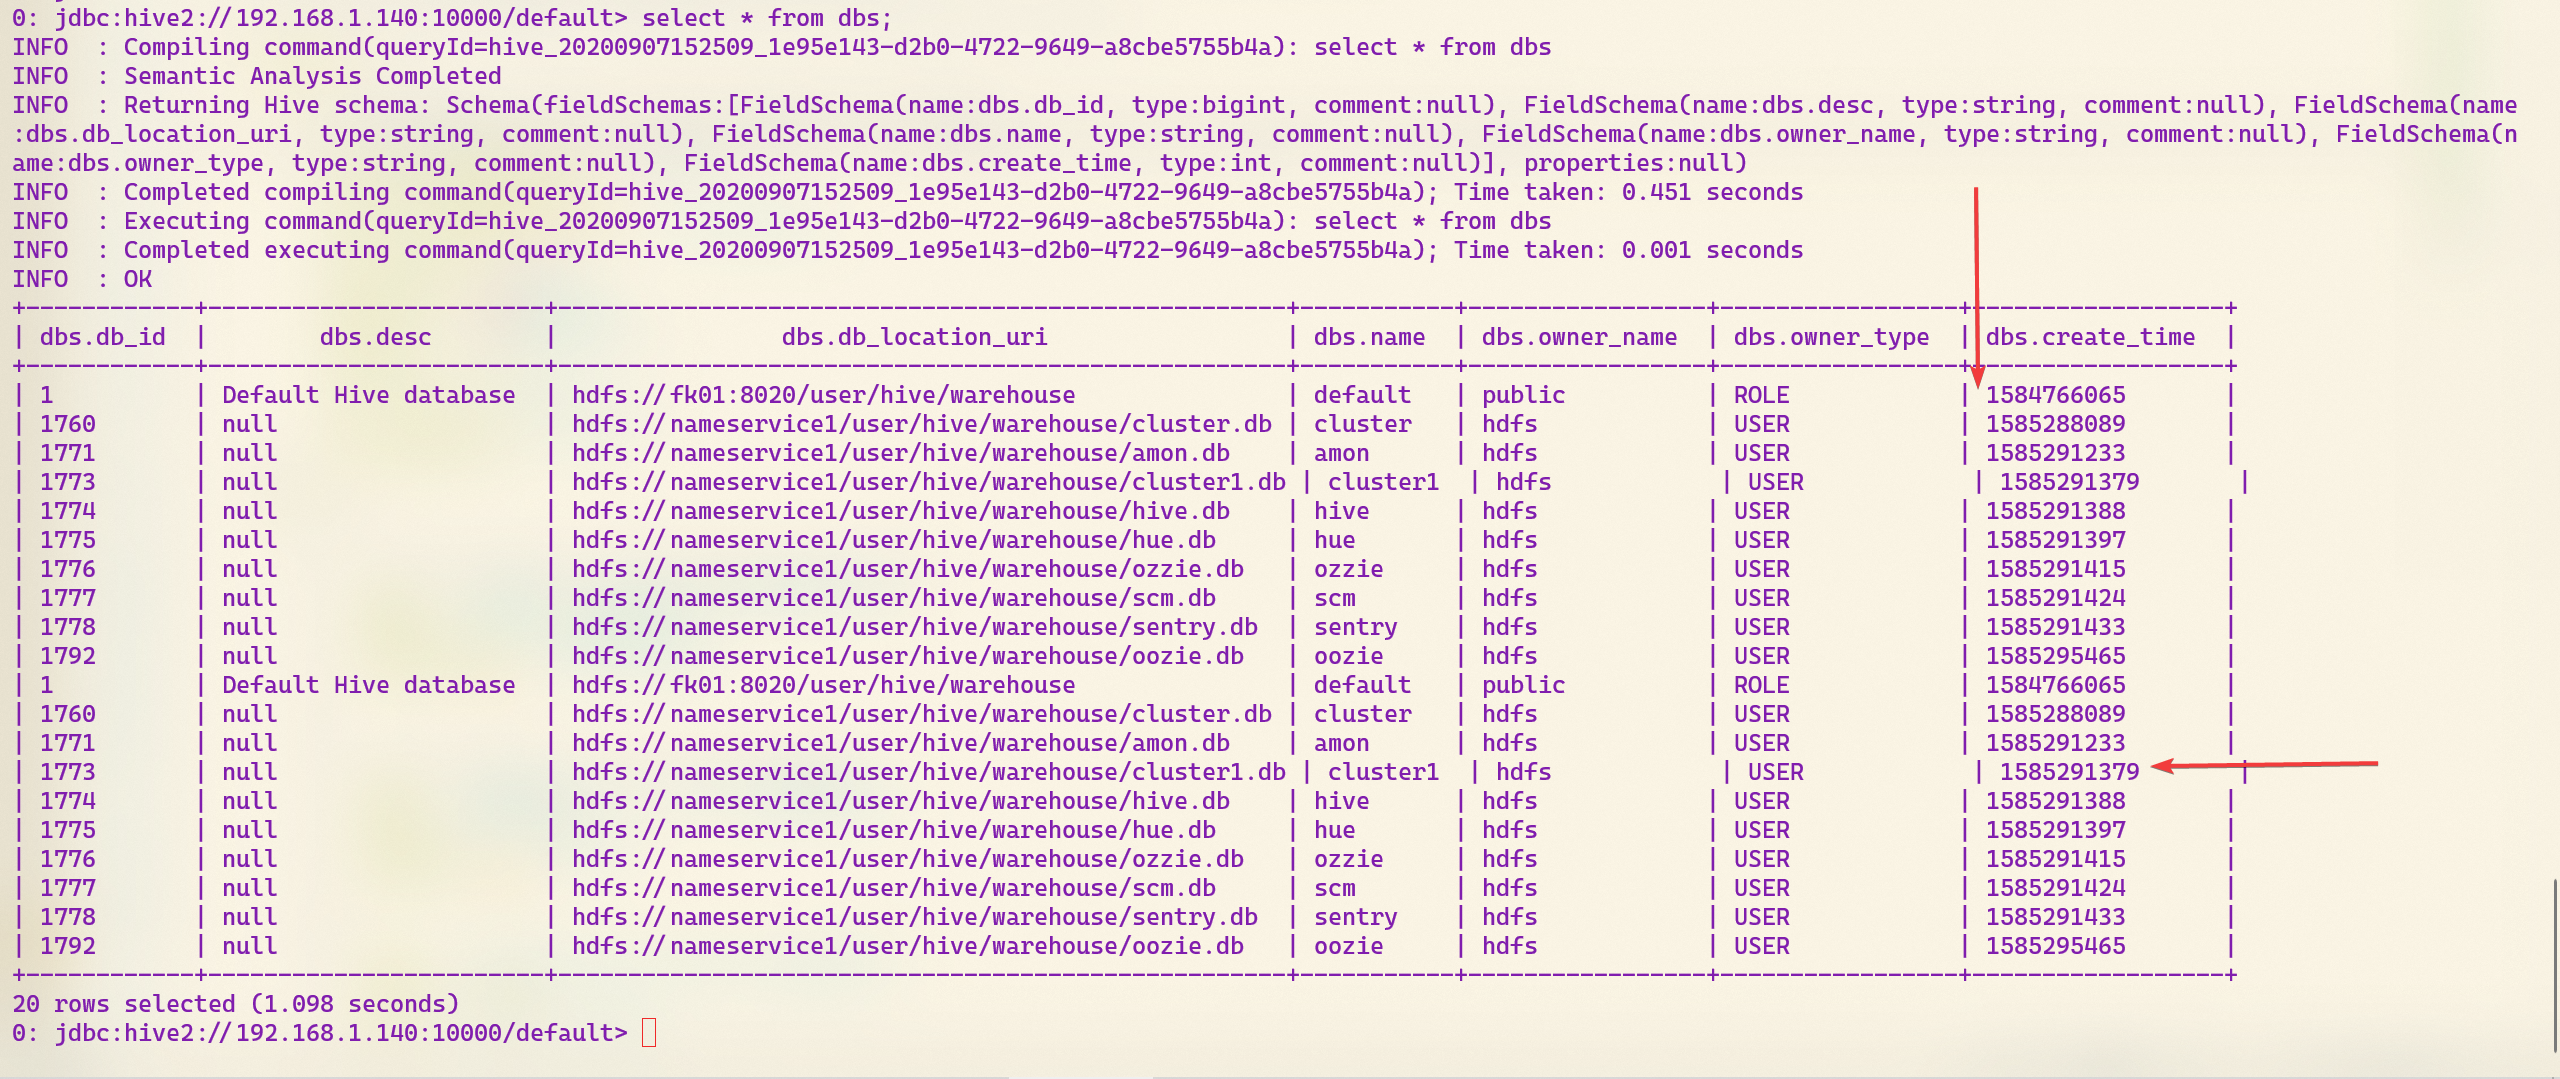 0: jdbc:hive2://192.168.1.140:10000/default> select * from dbs;
INFO  : Compiling command(queryId=hive_20200907152509_1e95e143-d2b0-4722-9649-a8cbe5755b4a): select * from dbs
INFO  : Semantic Analysis Completed
INFO  : Returning Hive schema: Schema(fieldSchemas:[FieldSchema(name:dbs.db_id, type:bigint, comment:null), FieldSchema(name:dbs.desc, type:string, comment:null), FieldSchema(name
:dbs.db_location_uri, type:string, comment:null), FieldSchema(name:dbs.name, type:string, comment:null), FieldSchema(name:dbs.owner_name, type:string, comment:null), FieldSchema(n
ame:dbs.owner_type, type:string, comment:null), FieldSchema(name:dbs.create_time, type:int, comment:null)], properties:null)
INFO  : Completed compiling command(queryId=hive_20200907152509_1e95e143-d2b0-4722-9649-a8cbe5755b4a); Time taken: 0.451 seconds
INFO  : Executing command(queryId=hive_20200907152509_1e95e143-d2b0-4722-9649-a8cbe5755b4a): select * from dbs
INFO  : Completed executing command(queryId=hive_20200907152509_1e95e143-d2b0-4722-9649-a8cbe5755b4a); Time taken: 0.001 seconds
INFO  : OK
+------------+------------------------+----------------------------------------------------+-----------+-----------------+-----------------+------------------+
| dbs.db_id  |        dbs.desc        |                dbs.db_location_uri                 | dbs.name  | dbs.owner_name  | dbs.owner_type  | dbs.create_time  |
+------------+------------------------+----------------------------------------------------+-----------+-----------------+-----------------+------------------+
| 1          | Default Hive database  | hdfs://fk01:8020/user/hive/warehouse               | default   | public          | ROLE            | 1584766065       |
| 1760       | null                   | hdfs://nameservice1/user/hive/warehouse/cluster.db | cluster   | hdfs            | USER            | 1585288089       |
| 1771       | null                   | hdfs://nameservice1/user/hive/warehouse/amon.db    | amon      | hdfs            | USER            | 1585291233       |
| 1773       | null                   | hdfs://nameservice1/user/hive/warehouse/cluster1.db | cluster1  | hdfs            | USER            | 1585291379       |
| 1774       | null                   | hdfs://nameservice1/user/hive/warehouse/hive.db    | hive      | hdfs            | USER            | 1585291388       |
| 1775       | null                   | hdfs://nameservice1/user/hive/warehouse/hue.db     | hue       | hdfs            | USER            | 1585291397       |
| 1776       | null                   | hdfs://nameservice1/user/hive/warehouse/ozzie.db   | ozzie     | hdfs            | USER            | 1585291415       |
| 1777       | null                   | hdfs://nameservice1/user/hive/warehouse/scm.db     | scm       | hdfs            | USER            | 1585291424       |
| 1778       | null                   | hdfs://nameservice1/user/hive/warehouse/sentry.db  | sentry    | hdfs            | USER            | 1585291433       |
| 1792       | null                   | hdfs://nameservice1/user/hive/warehouse/oozie.db   | oozie     | hdfs            | USER            | 1585295465       |
| 1          | Default Hive database  | hdfs://fk01:8020/user/hive/warehouse               | default   | public          | ROLE            | 1584766065       |
| 1760       | null                   | hdfs://nameservice1/user/hive/warehouse/cluster.db | cluster   | hdfs            | USER            | 1585288089       |
| 1771       | null                   | hdfs://nameservice1/user/hive/warehouse/amon.db    | amon      | hdfs            | USER            | 1585291233       |
| 1773       | null                   | hdfs://nameservice1/user/hive/warehouse/cluster1.db | cluster1  | hdfs            | USER            | 1585291379       |
| 1774       | null                   | hdfs://nameservice1/user/hive/warehouse/hive.db    | hive      | hdfs            | USER            | 1585291388       |
| 1775       | null                   | hdfs://nameservice1/user/hive/warehouse/hue.db     | hue       | hdfs            | USER            | 1585291397       |
| 1776       | null                   | hdfs://nameservice1/user/hive/warehouse/ozzie.db   | ozzie     | hdfs            | USER            | 1585291415       |
| 1777       | null                   | hdfs://nameservice1/user/hive/warehouse/scm.db     | scm       | hdfs            | USER            | 1585291424       |
| 1778       | null                   | hdfs://nameservice1/user/hive/warehouse/sentry.db  | sentry    | hdfs            | USER            | 1585291433       |
| 1792       | null                   | hdfs://nameservice1/user/hive/warehouse/oozie.db   | oozie     | hdfs            | USER            | 1585295465       |
+------------+------------------------+----------------------------------------------------+-----------+-----------------+-----------------+------------------+
20 rows selected (1.098 seconds)
0: jdbc:hive2://192.168.1.140:10000/default>